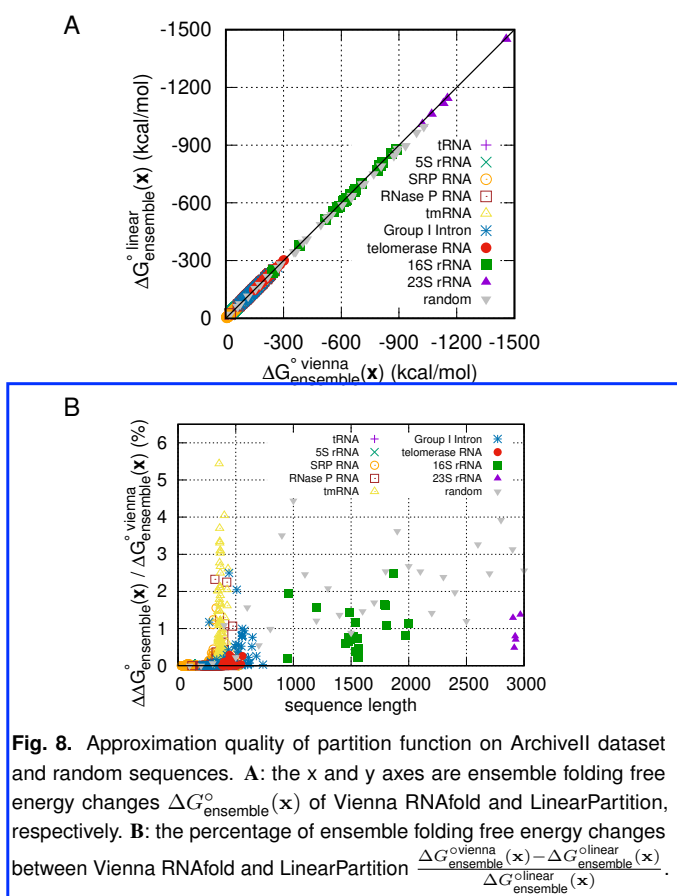 A
ΔG°ensemble linear(x) (kcal/mol)
-1500
-1200
-900
-600
-300
0
tRNA
5S rRNA
SRP RNA
RNase P RNA
tmRNA
Group I Intron
telomerase RNA
16S rRNA
23S rRNA
random
0 -300 -600 -900 -1200 -1500
ΔG°ensemble vienna(x) (kcal/mol)
B
ΔΔG°ensemble(x) / ΔG°ensemble vienna(x) (%)
6
5
4
3
2
1
0
tRNA
5S rRNA
SRP RNA
RNase P RNA
tmRNA
Group I Intron
telomerase RNA
16S rRNA
23S rRNA
random
0 500 1000 1500 2000 2500 3000
sequence length
Fig. 8. Approximation quality of partition function on ArchiveII dataset
and random sequences. A: the x and y axes are ensemble folding free
energy changes ΔG°ensemble(x) of Vienna RNAfold and LinearPartition,
respectively. B: the percentage of ensemble folding free energy changes
between Vienna RNAfold and LinearPartition (ΔG°vienna ensemble(x)−ΔG°linear ensemble(x)) / ΔG°linear ensemble(x).